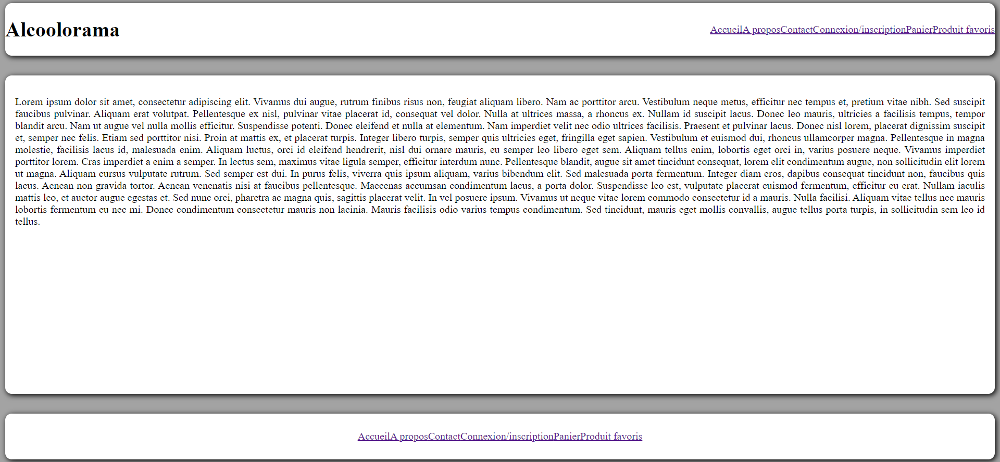 Alcoolorama
AccueilA proposContactConnexion/inscriptionPanierProduit favoris
Lorem ipsum dolor sit amet, consectetur adipiscing elit. Vivamus dui augue, rutrum finibus risus non, feugiat aliquam libero. Nam ac porttitor arcu. Vestibulum neque metus, efficitur nec tempus et, pretium vitae nibh. Sed suscipit
faucibus pulvinar. Aliquam erat volutpat. Pellentesque ex nisl, pulvinar vitae placerat id, consequat vel dolor. Nulla at ultrices massa, a rhoncus ex. Nullam id suscipit lacus. Donec leo mauris, ultricies a facilisis tempus, tempor
blandit arcu. Nam ut augue vel nulla mollis efficitur. Suspendisse potenti. Donec eleifend et nulla at elementum. Nam imperdiet velit nec odio ultrices facilisis. Praesent et pulvinar lacus. Donec nisl lorem, placerat dignissim suscipit
et, semper nec felis. Etiam sed porttitor nisi. Proin at mattis ex, et placerat turpis. Integer libero turpis, semper quis ultricies eget, fringilla eget sapien. Vestibulum et euismod dui, rhoncus ullamcorper magna. Pellentesque in magna
molestie, facilisis lacus id, malesuada enim. Aliquam luctus, orci id eleifend hendrerit, nisl dui ornare mauris, eu semper leo libero eget sem. Aliquam tellus enim, lobortis eget orci in, varius posuere neque. Vivamus imperdiet
porttitor lorem. Cras imperdiet a enim a semper. In lectus sem, maximus vitae ligula semper, efficitur interdum nunc. Pellentesque blandit, augue sit amet tincidunt consequat, lorem elit condimentum augue, non sollicitudin elit lorem
ut magna. Aliquam cursus vulputate rutrum. Sed semper est dui. In purus felis, viverra quis ipsum aliquam, varius bibendum elit. Sed malesuada porta fermentum. Integer diam eros, dapibus consequat tincidunt non, faucibus quis
lacus. Aenean non gravida tortor. Aenean venenatis nisi at faucibus pellentesque. Maecenas accumsan condimentum lacus, a porta dolor. Suspendisse leo est, vulputate placerat euismod fermentum, efficitur eu erat. Nullam iaculis
mattis leo, et auctor augue egestas et. Sed nunc orci, pharetra ac magna quis, sagittis placerat velit. In vel posuere ipsum. Vivamus ut neque vitae lorem commodo consectetur id a mauris. Nulla facilisi. Aliquam vitae tellus nec mauris
lobortis fermentum eu nec mi. Donec condimentum consectetur mauris non lacinia. Mauris facilisis odio varius tempus condimentum. Sed tincidunt, mauris eget mollis convallis, augue tellus porta turpis, in sollicitudin sem leo id
tellus.
AccueilA proposContactConnexion/inscriptionPanierProduit favoris